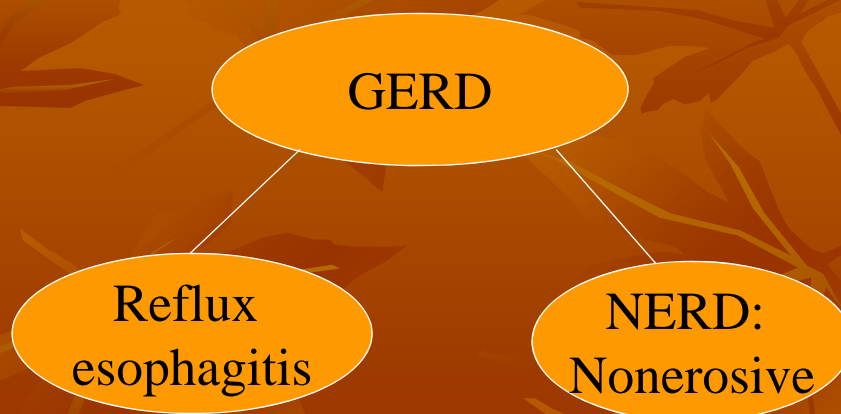 GERD
Reflux
esophagitis
NERD:
Nonerosive